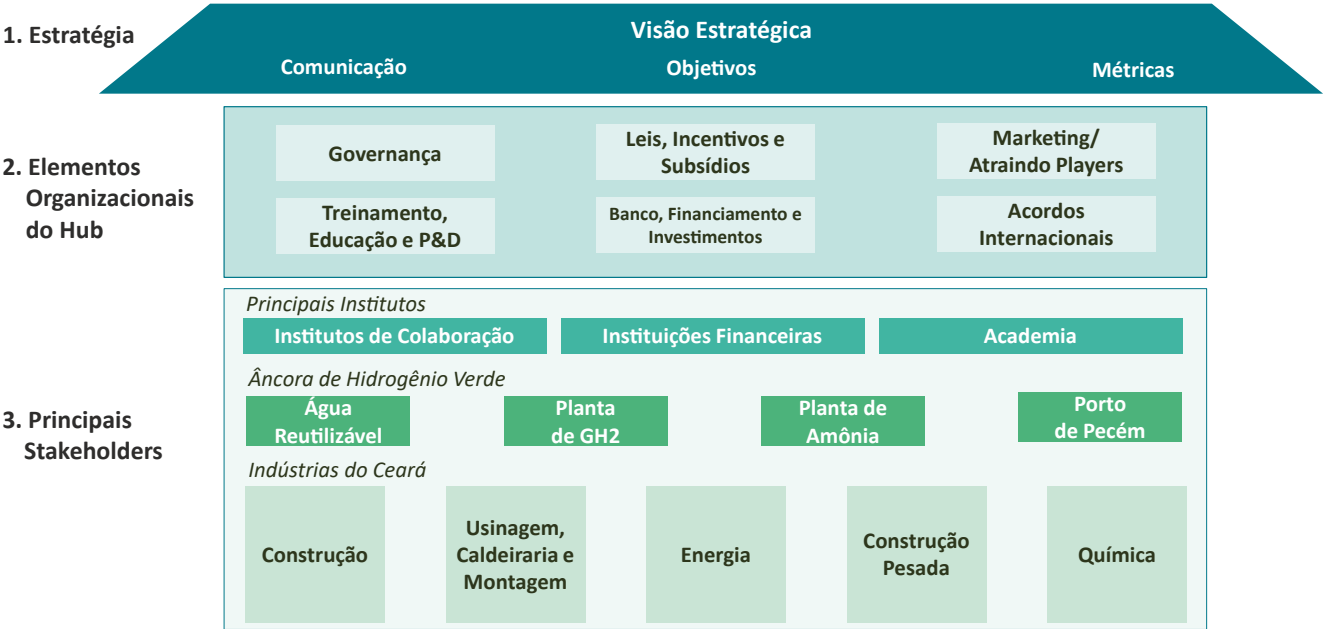 1. Estratégia
Visão Estratégica
Comunicação
Objetivos
Métricas
2. Elementos
Organizacionais
do Hub
Governança
Leis, Incentivos e
Subsídios
Marketing/
Atraindo Players
Treinamento,
Educação e P&D
Banco, Financiamento e
Investimentos
Acordos
Internacionais
3. Principais
Stakeholders
Principais Institutos
Institutos de Colaboração
Instituições Financeiras
Academia
Âncora de Hidrogênio Verde
Água
Reutilizável
Planta
de GH2
Planta de
Amônia
Porto
de Pecém
Indústrias do Ceará
Construção
Usinagem,
Caldeiraria e
Montagem
Energia
Construção
Pesada
Química